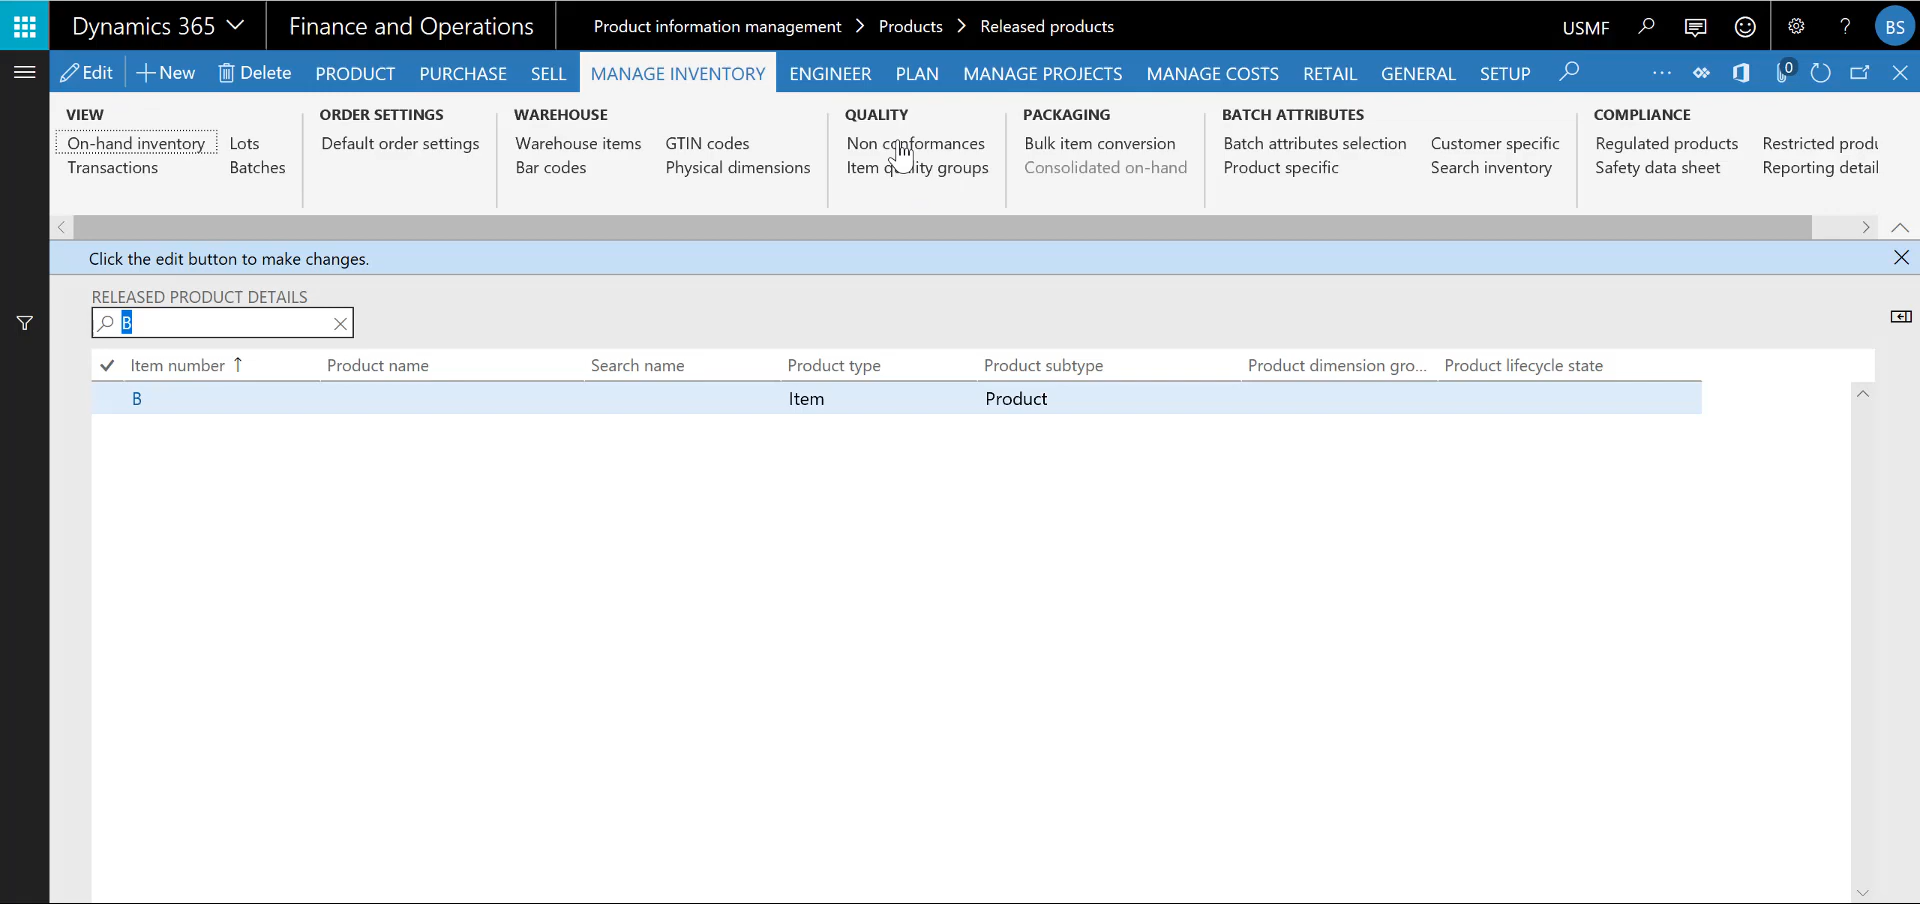 Dynamics 365 Finance and Operations Product information management > Products > Released products USMF ? BS
Edit + New Delete PRODUCT PURCHASE SELL MANAGE INVENTORY ENGINEER PLAN MANAGE PROJECTS MANAGE COSTS RETAIL GENERAL SETUP ... 0
VIEW ORDER SETTINGS WAREHOUSE QUALITY PACKAGING BATCH ATTRIBUTES COMPLIANCE
On-hand inventory Lots Default order settings Warehouse items GTIN codes Non conformances Bulk item conversion Batch attributes selection Customer specific Regulated products Restricted produ
Transactions Batches Bar codes Physical dimensions Item quality groups Consolidated on-hand Product specific Search inventory Safety data sheet Reporting detail
Click the edit button to make changes.
RELEASED PRODUCT DETAILS
B
Item number ↑ Product name Search name Product type Product subtype Product dimension gro... Product lifecycle state
B Item Product